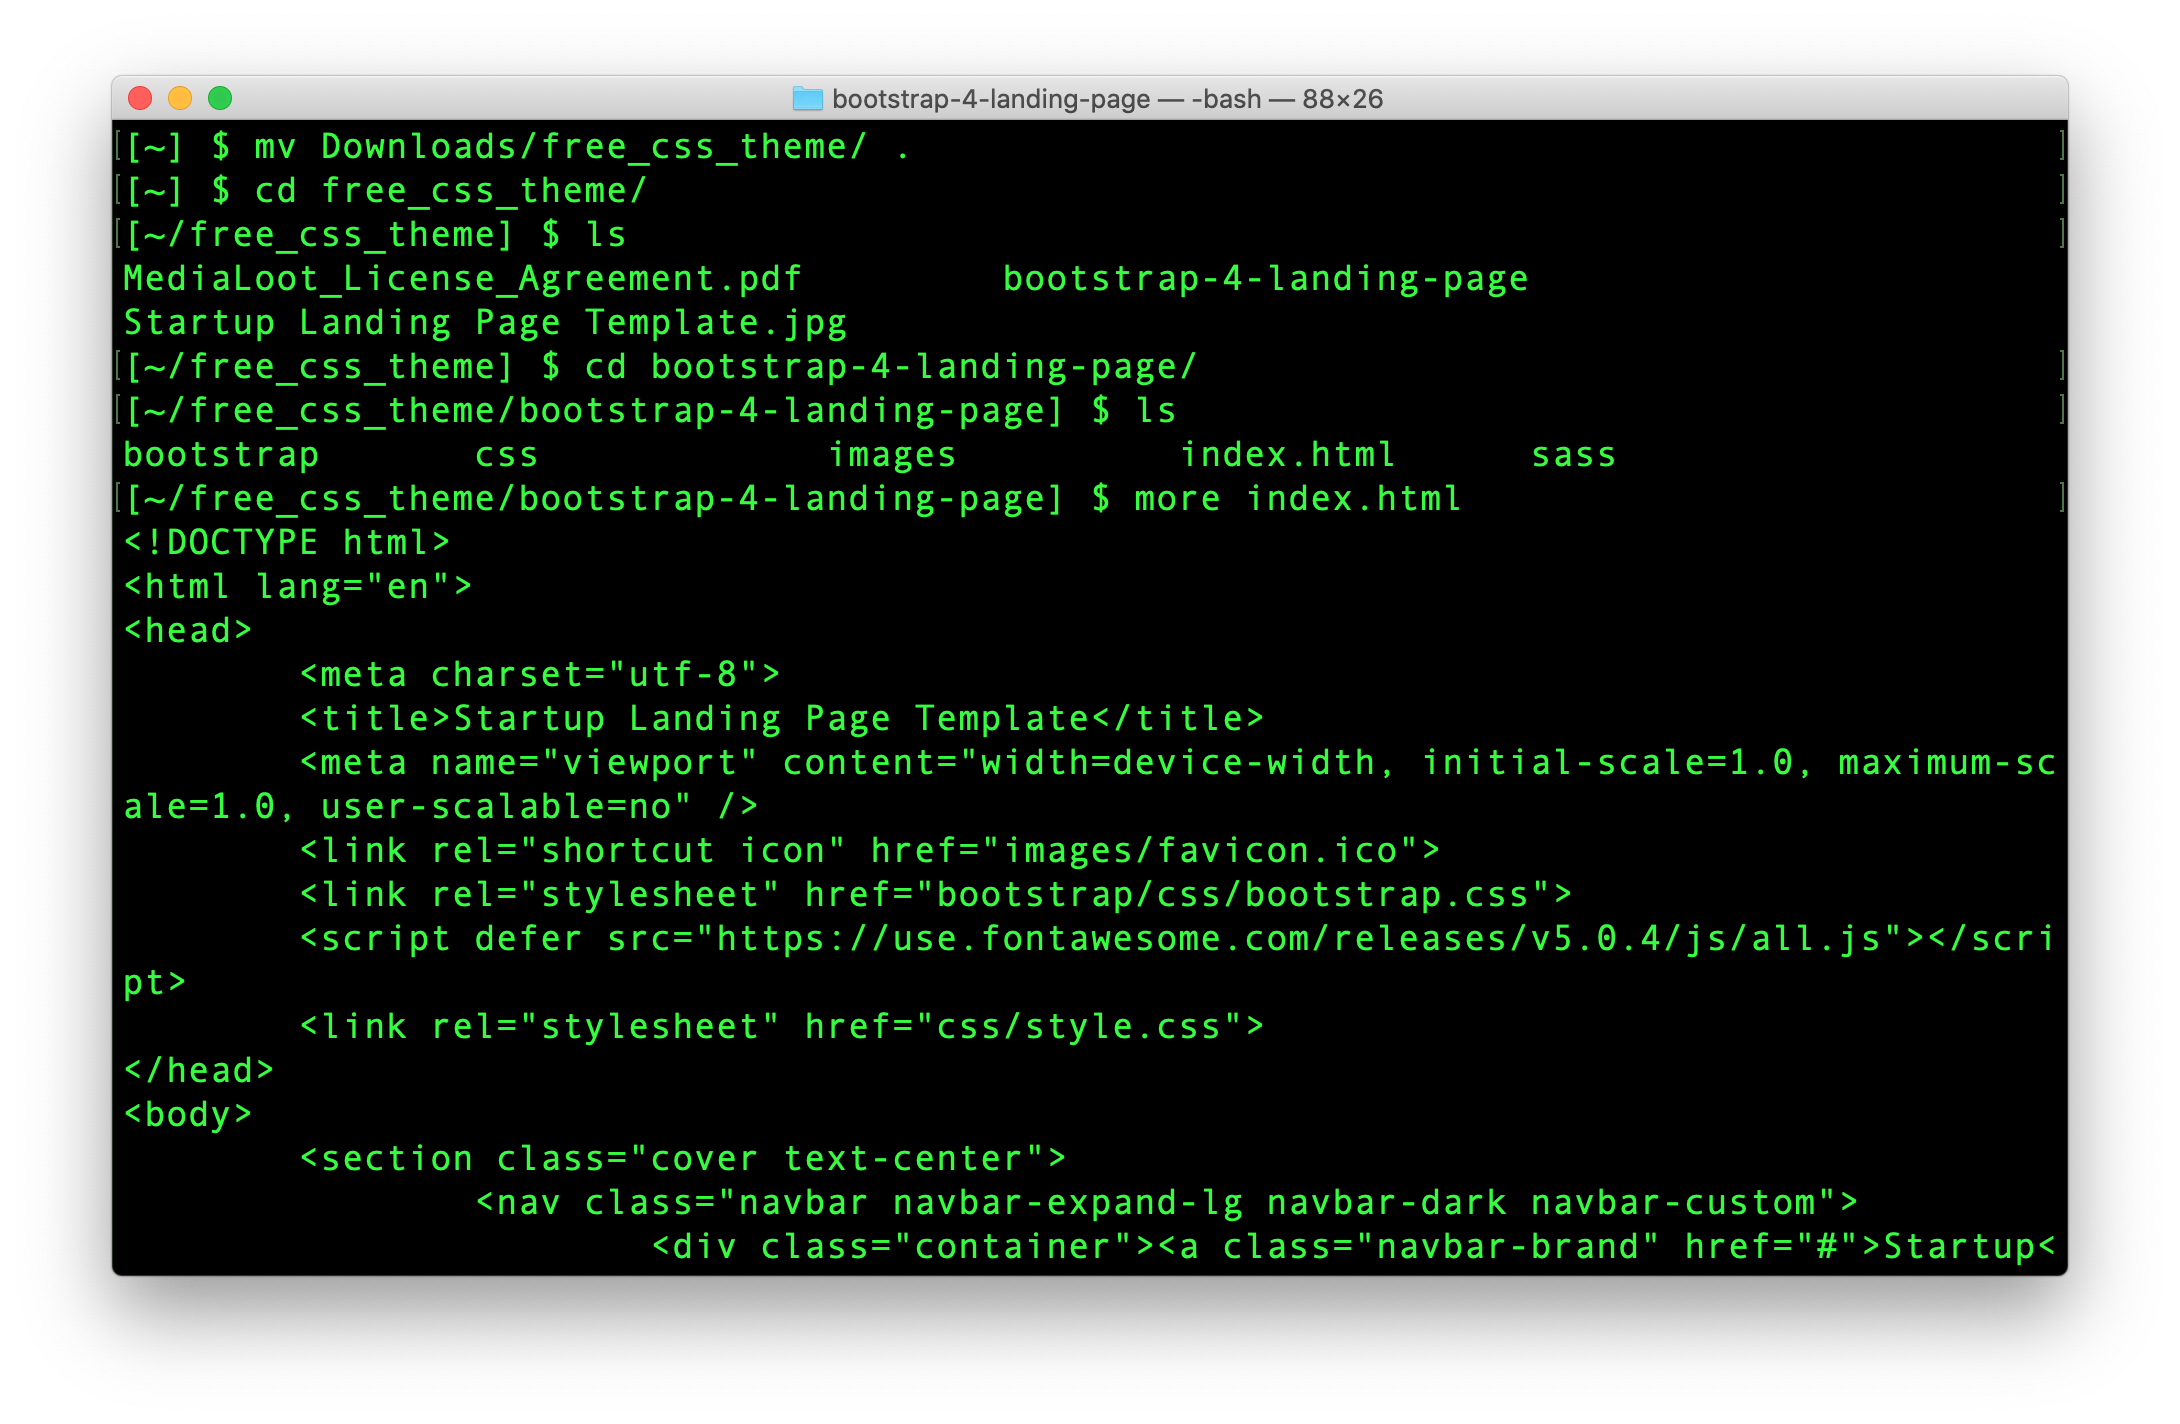 bootstrap-4-landing-page — -bash — 88×26
[~] $ mv Downloads/free_css_theme/ .
[~] $ cd free_css_theme/
[~/free_css_theme] $ ls
MediaLoot_License_Agreement.pdf         bootstrap-4-landing-page
Startup Landing Page Template.jpg
[~/free_css_theme] $ cd bootstrap-4-landing-page/
[~/free_css_theme/bootstrap-4-landing-page] $ ls
bootstrap       css             images          index.html      sass
[~/free_css_theme/bootstrap-4-landing-page] $ more index.html
<!DOCTYPE html>
<html lang="en">
<head>
        <meta charset="utf-8">
        <title>Startup Landing Page Template</title>
        <meta name="viewport" content="width=device-width, initial-scale=1.0, maximum-sc
ale=1.0, user-scalable=no" />
        <link rel="shortcut icon" href="images/favicon.ico">
        <link rel="stylesheet" href="bootstrap/css/bootstrap.css">
        <script defer src="https://use.fontawesome.com/releases/v5.0.4/js/all.js"></scri
pt>
        <link rel="stylesheet" href="css/style.css">
</head>
<body>
        <section class="cover text-center">
                <nav class="navbar navbar-expand-lg navbar-dark navbar-custom">
                        <div class="container"><a class="navbar-brand" href="#">Startup<